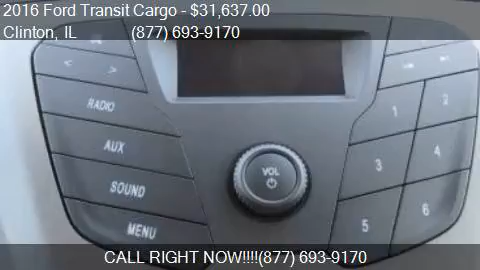 2016 Ford Transit Cargo - $31,637.00
Clinton, IL (877) 693-9170
RADIO
AUX
SOUND
MENU
VOL
1
2
3
4
5
6
CALL RIGHT NOW!!!!(877) 693-9170